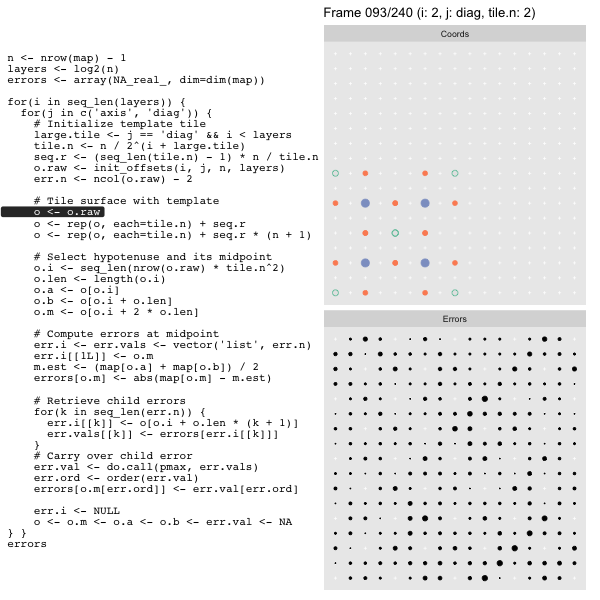 Frame 093/240 (i: 2, j: diag, tile.n: 2)
Coords
n <- nrow(map) - 1
layers <- log2(n)
errors <- array(NA_real_, dim=dim(map))
for(i in seq_len(layers)) {
for(j in c('axis', 'diag')) {
# Initialize template tile
large.tile <- j == 'diag' && i < layers
tile.n <- n / 2^(i + large.tile)
seq.r <- (seq_len(tile.n) - 1) * n / tile.n
o.raw <- init_offsets(i, j, n, layers)
err.n <- ncol(o.raw) - 2
# Tile surface with template
o <- o.raw
o <- rep(o, each=tile.n) + seq.r
o <- rep(o, each=tile.n) + seq.r * (n + 1)
# Select hypotenuse and its midpoint
o.i <- seq_len(nrow(o.raw) * tile.n^2)
o.len <- length(o.i)
o.a <- o[o.i]
o.b <- o[o.i + o.len]
o.m <- o[o.i + 2 * o.len]
# Compute errors at midpoint
err.i <- err.vals <- vector('list', err.n)
err.i[[1L]] <- o.m
m.est <- (map[o.a] + map[o.b]) / 2
errors[o.m] <- abs(map[o.m] - m.est)
# Retrieve child errors
for(k in seq_len(err.n)) {
err.i[[k]] <- o[o.i + o.len * (k + 1)]
err.vals[[k]] <- errors[err.i[[k]]]
}
# Carry over child error
err.val <- do.call(pmax, err.vals)
err.ord <- order(err.val)
errors[o.m[err.ord]] <- err.val[err.ord]
err.i <- NULL
o <- o.m <- o.a <- o.b <- err.val <- NA
} }
errors
Errors